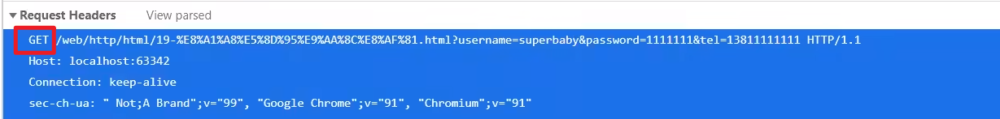 Request Headers View parsed
GET /web/http/html/19-%E8%A1%A8%E5%8D%95%E9%AA%8C%E8%AF%81.html?username=superbaby&password=1111111&tel=13811111111 HTTP/1.1
Host: localhost:63342
Connection: keep-alive
sec-ch-ua: " Not;A Brand";v="99", "Google Chrome";v="91", "Chromium";v="91"